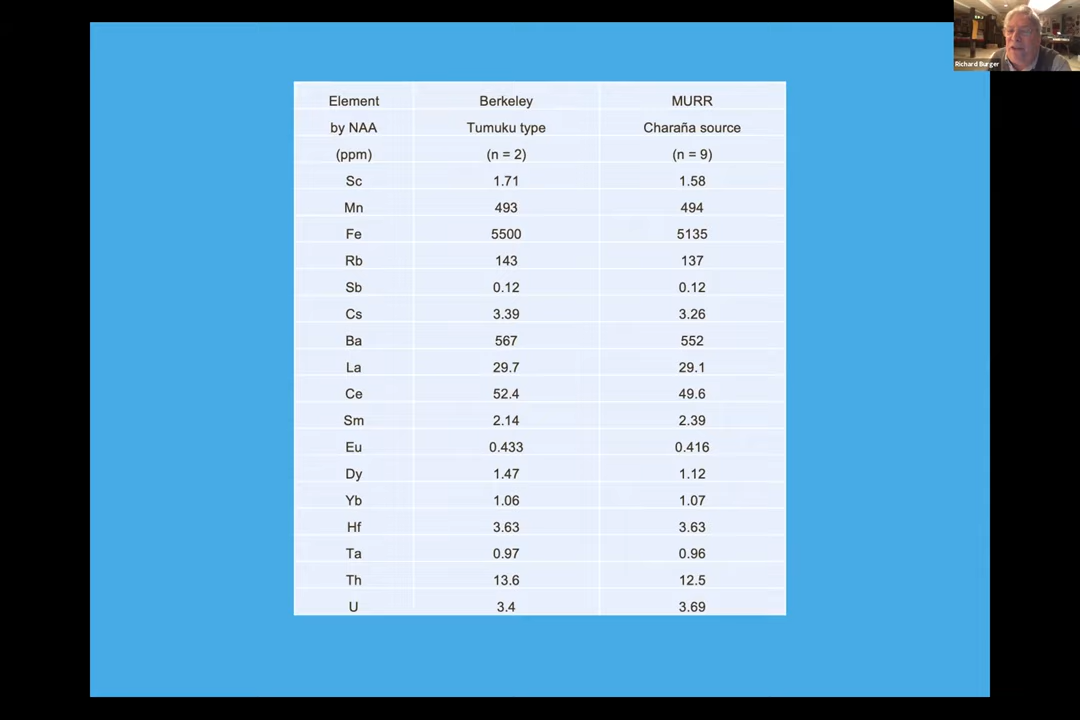 Richard Burger
Element Berkeley MURR
by NAA Tumuku type Charaña source
(ppm) (n = 2) (n = 9)
Sc 1.71 1.58
Mn 493 494
Fe 5500 5135
Rb 143 137
Sb 0.12 0.12
Cs 3.39 3.26
Ba 567 552
La 29.7 29.1
Ce 52.4 49.6
Sm 2.14 2.39
Eu 0.433 0.416
Dy 1.47 1.12
Yb 1.06 1.07
Hf 3.63 3.63
Ta 0.97 0.96
Th 13.6 12.5
U 3.4 3.69